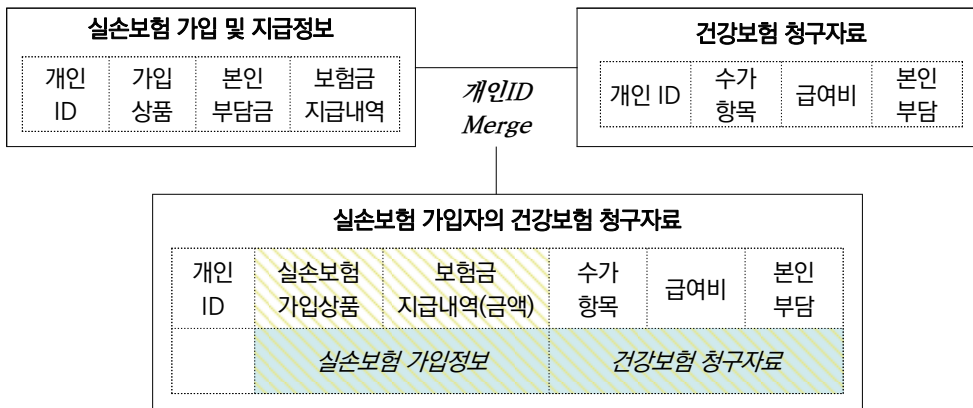 실손보험 가입 및 지급정보
개인 ID
가입 상품
본인 부담금
보험금 지급내역
개인ID
Merge
건강보험 청구자료
개인 ID
수가 항목
급여비
본인 부담
실손보험 가입자의 건강보험 청구자료
개인 ID
실손보험 가입상품
보험금 지급내역(금액)
수가 항목
급여비
본인 부담
실손보험 가입정보
건강보험 청구자료